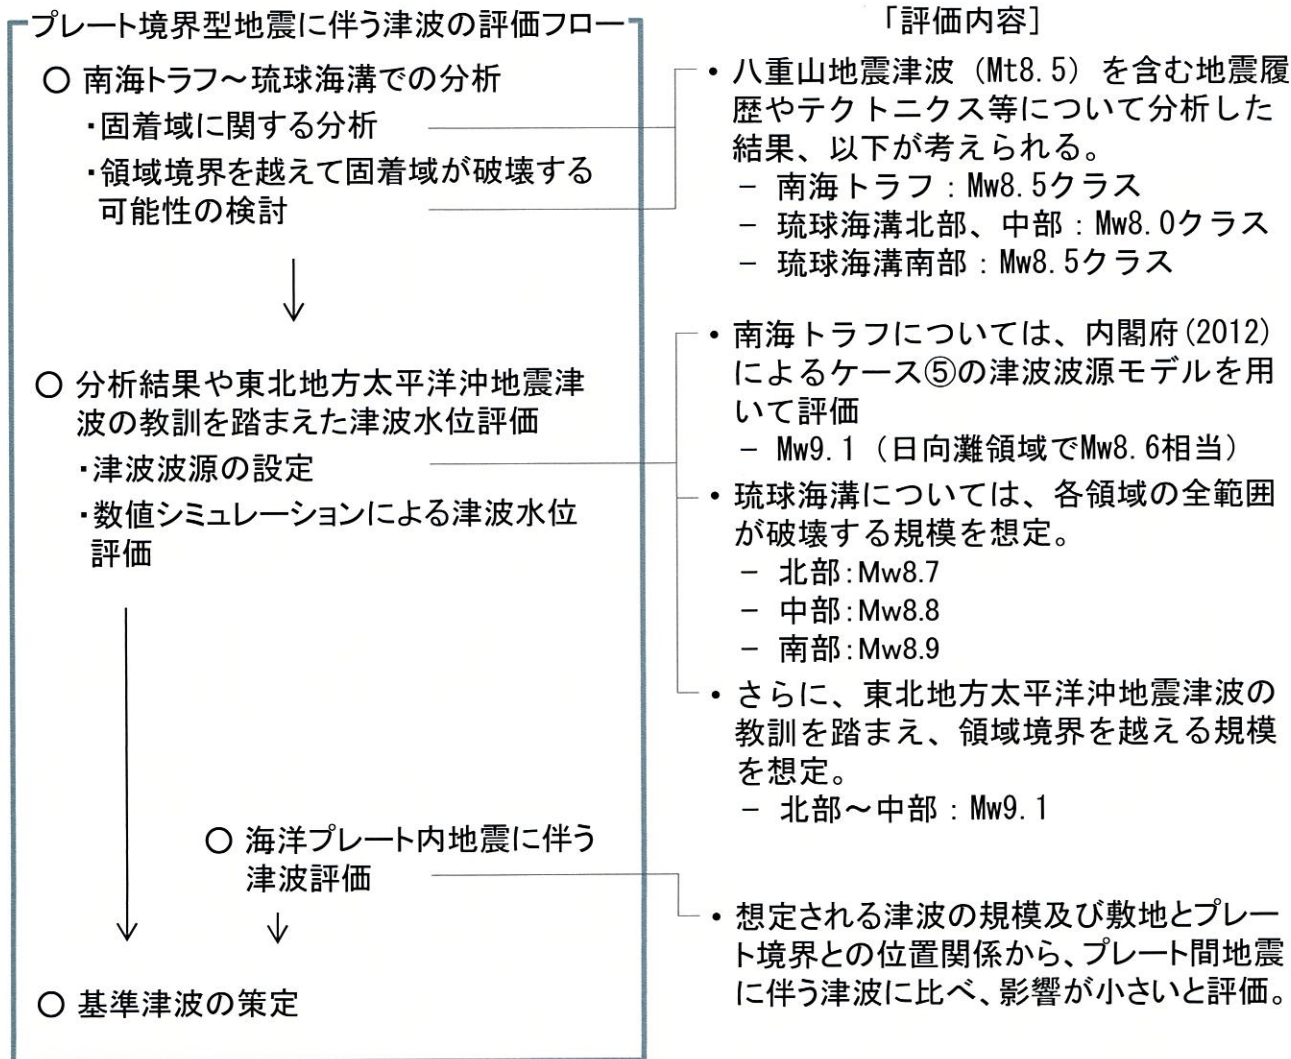 プレート境界型地震に伴う津波の評価フロー
○ 南海トラフ～琉球海溝での分析
・固着域に関する分析
・領域境界を越えて固着域が破壊する
可能性の検討
○ 分析結果や東北地方太平洋沖地震津
波の教訓を踏まえた津波水位評価
・津波波源の設定
・数値シミュレーションによる津波水位
評価
○ 海洋プレート内地震に伴う
津波評価
○ 基準津波の策定
「評価内容]
・八重山地震津波（Mt8.5）を含む地震履
歴やテクトニクス等について分析した
結果、以下が考えられる。
－ 南海トラフ：Mw8.5クラス
－ 琉球海溝北部、中部：Mw8.0クラス
－ 琉球海溝南部：Mw8.5クラス
・南海トラフについては、内閣府(2012)
によるケース⑤の津波波源モデルを用
いて評価
－ Mw9.1（日向灘領域でMw8.6相当）
・琉球海溝については、各領域の全範囲
が破壊する規模を想定。
－ 北部：Mw8.7
－ 中部：Mw8.8
－ 南部：Mw8.9
・さらに、東北地方太平洋沖地震津波の
教訓を踏まえ、領域境界を越える規模
を想定。
－ 北部～中部：Mw9.1
・想定される津波の規模及び敷地とプレー
ト境界との位置関係から、プレート間地震
に伴う津波に比べ、影響が小さいと評価。